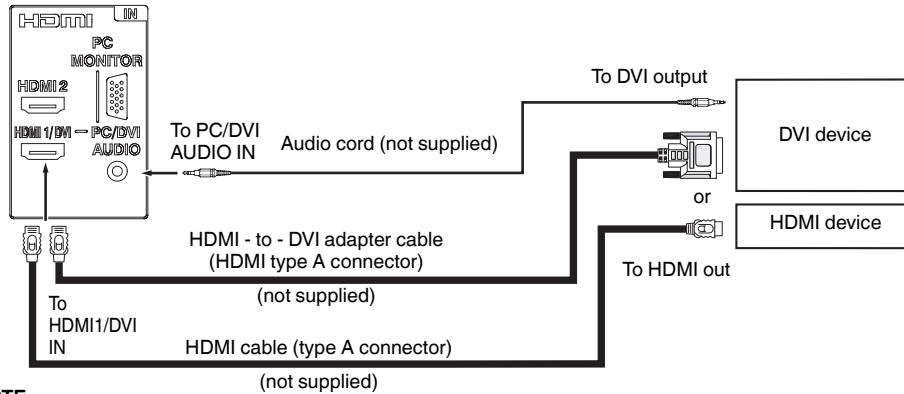 HDMI
IN
PC
MONITOR
HDMI 2
HDMI 1/ DVI
PC/DVI
AUDIO
To PC/DVI
AUDIO IN
Audio cord (not supplied)
To DVI output
DVI device
or
HDMI device
HDMI - to - DVI adapter cable
(HDMI type A connector)
(not supplied)
To HDMI out
To
HDMI1/DVI
IN
HDMI cable (type A connector)
(not supplied)